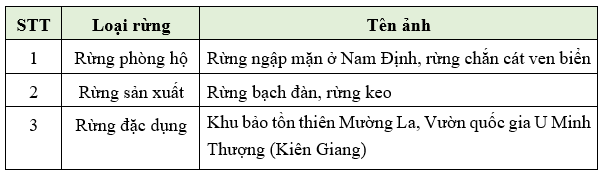 STT Loại rừng Tên ảnh
1 Rừng phòng hộ Rừng ngập mặn ở Nam Định, rừng chắn cát ven biển
2 Rừng sản xuất Rừng bạch đàn, rừng keo
3 Rừng đặc dụng Khu bảo tồn thiên Mường La, Vườn quốc gia U Minh
Thượng (Kiên Giang)